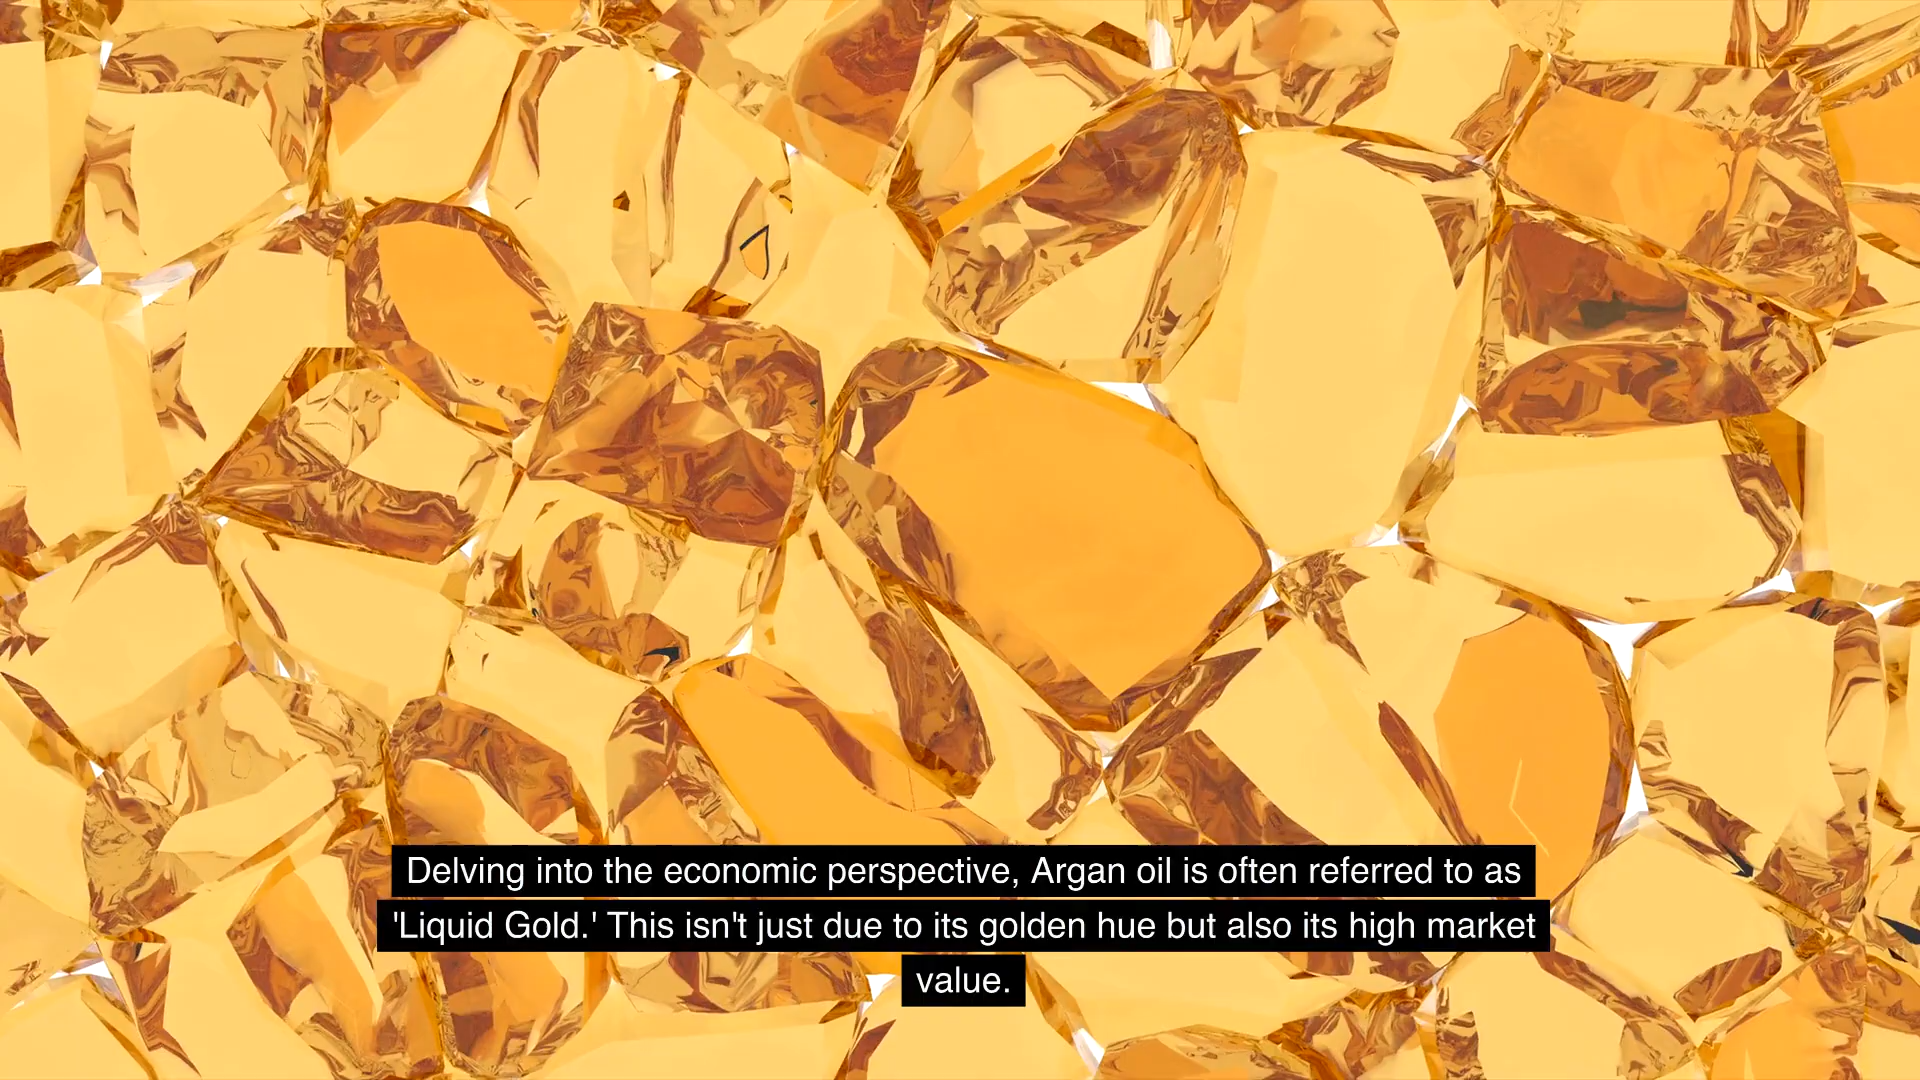 Delving into the economic perspective, Argan oil is often referred to as
'Liquid Gold.' This isn't just due to its golden hue but also its high market
value.